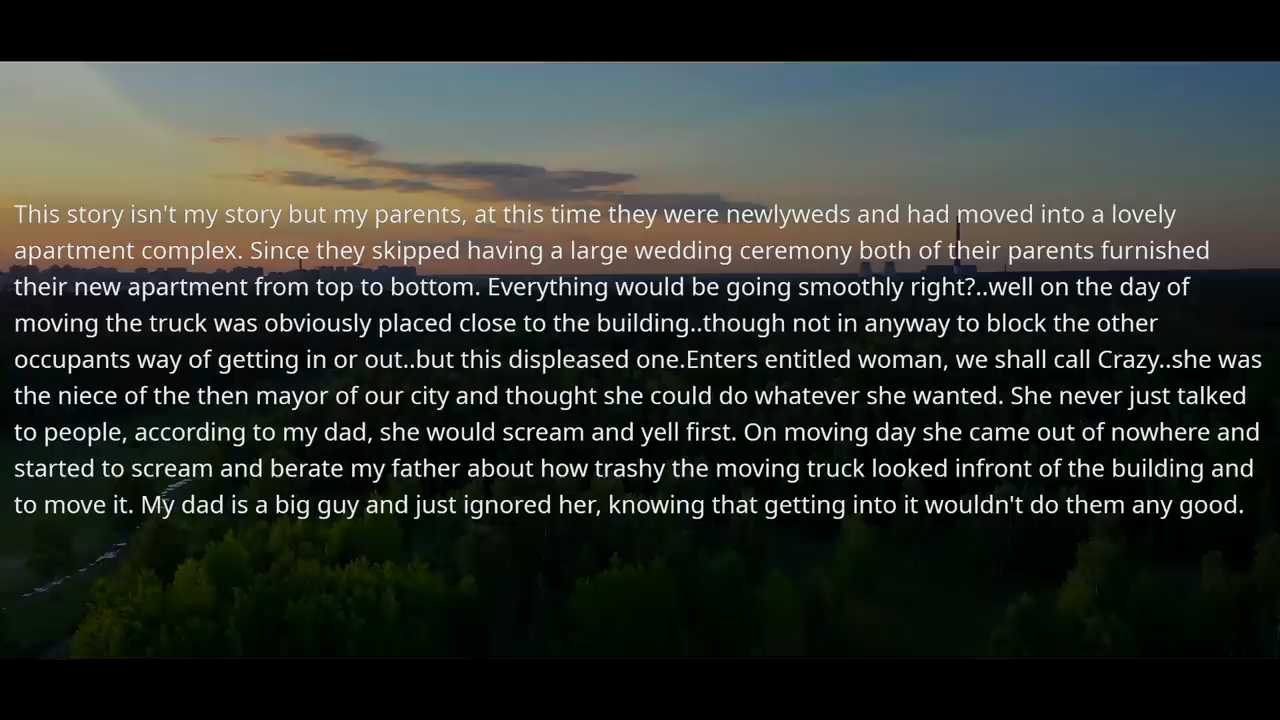 This story isn't my story but my parents, at this time they were newlyweds and had moved into a lovely
apartment complex. Since they skipped having a large wedding ceremony both of their parents furnished
their new apartment from top to bottom. Everything would be going smoothly right?..well on the day of
moving the truck was obviously placed close to the building..though not in anyway to block the other
occupants way of getting in or out..but this displeased one.Enters entitled woman, we shall call Crazy..she was
the niece of the then mayor of our city and thought she could do whatever she wanted. She never just talked
to people, according to my dad, she would scream and yell first. On moving day she came out of nowhere and
started to scream and berate my father about how trashy the moving truck looked infront of the building and
to move it. My dad is a big guy and just ignored her, knowing that getting into it wouldn't do them any good.